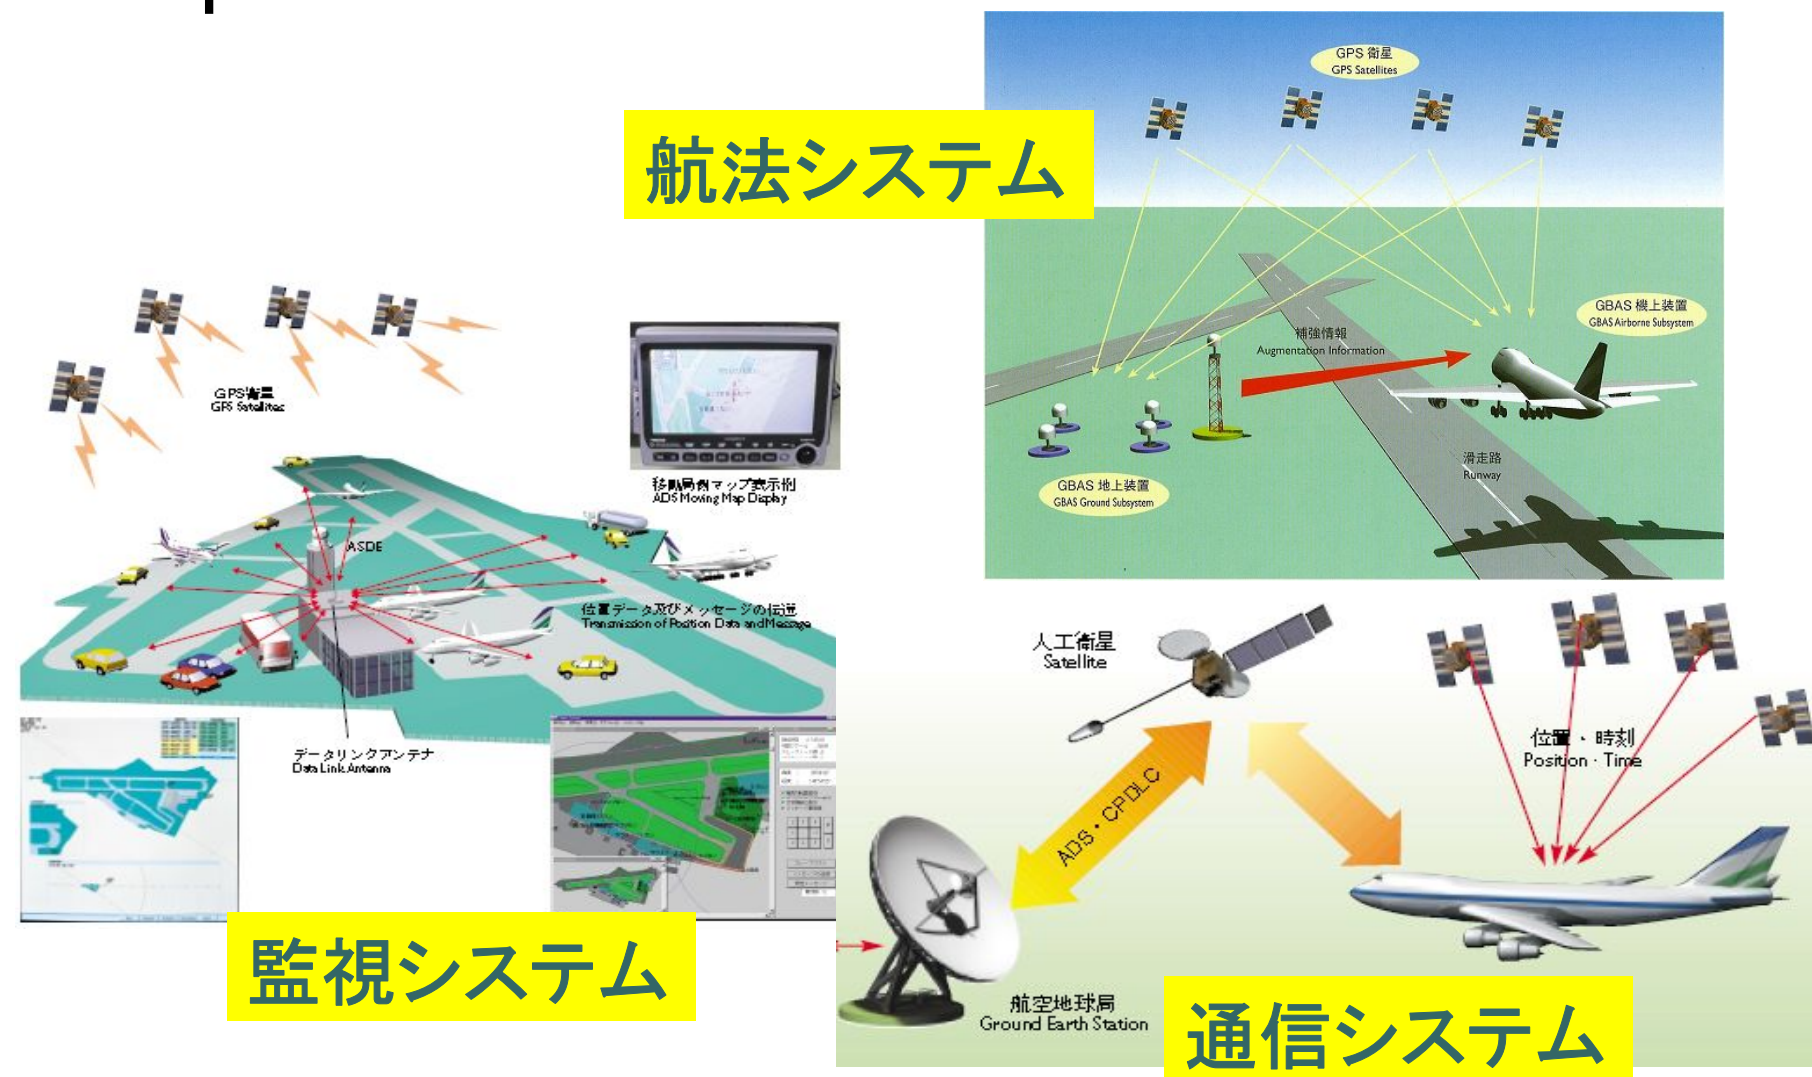 航法システム
GPS 衛星
GPS Satellites
GBAS 機上装置
GBAS Airborne Subsystem
補強情報
Augmentation Information
滑走路
Runway
GBAS 地上装置
GBAS Ground Subsystem
GPS衛星
GPS Satellites
移動局側マップ表示例
ADS Moving Map Display
ASDE
位置データ及びメッセージの伝送
Transmission of Position Data and Message
データリンクアンテナ
Data Link Antenna
監視システム
人工衛星
Satellite
位置・時刻
Position・Time
ADS・CPDLC
航空地球局
Ground Earth Station
通信システム